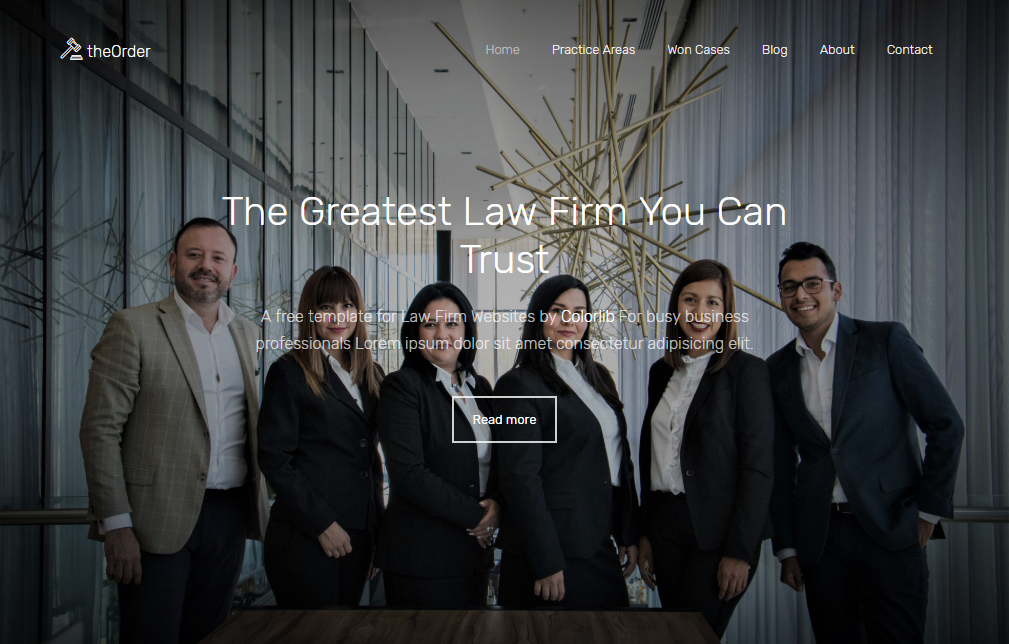 theOrder
Home Practice Areas Won Cases Blog About Contact
The Greatest Law Firm You Can
Trust
A free template for Law Firm Websites by Colorlib For busy business
professionals Lorem ipsum dolor sit amet consectetur adipisicing elit.
Read more